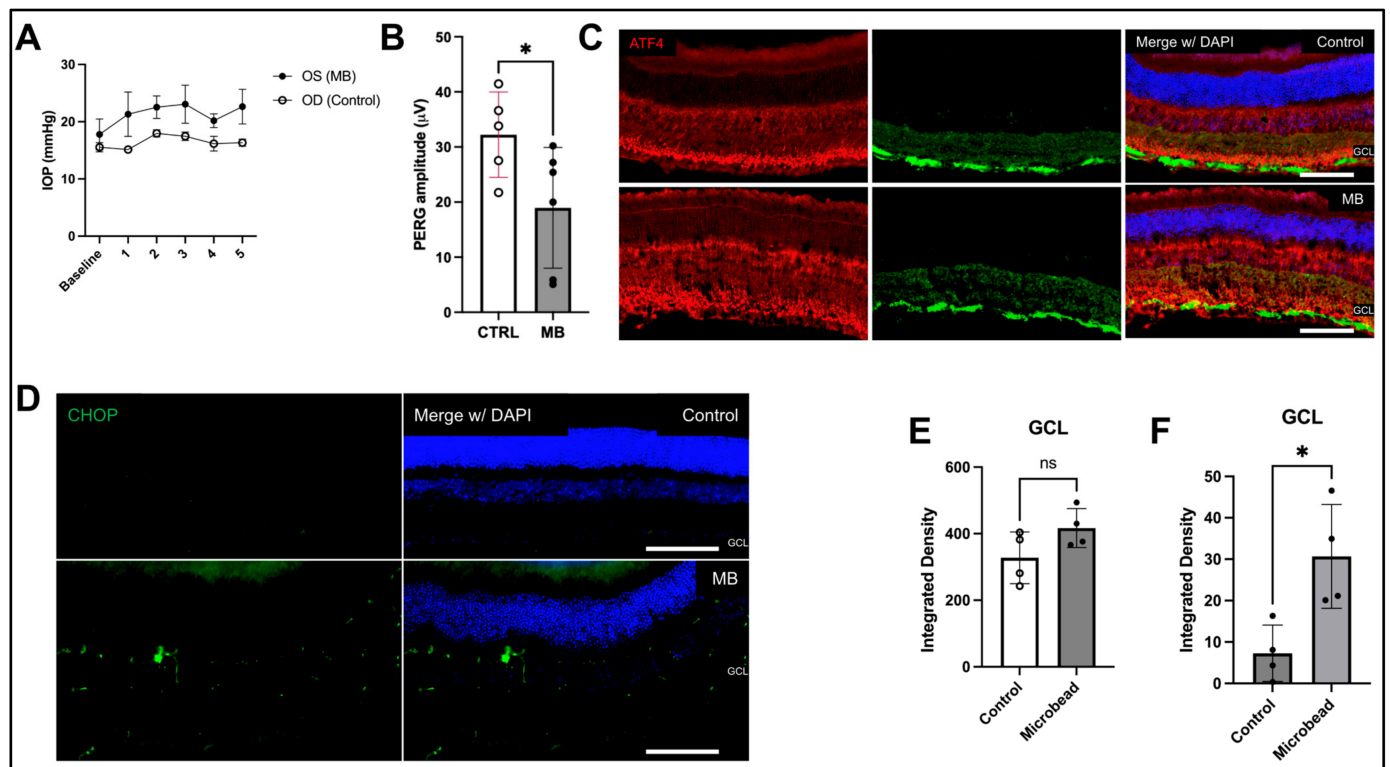 A
IOP (mmHg)
30
20
10
0
Baseline
1
2
3
4
5
OS (MB)
OD (Control)
B
PERG amplitude (μV)
50
40
30
20
10
0
*
CTRL
MB
C
ATF4
Merge w/ DAPI
Control
GCL
MB
GCL
D
CHOP
Merge w/ DAPI
Control
GCL
MB
GCL
E
GCL
Integrated Density
600
400
200
0
ns
Control
Microbead
F
GCL
Integrated Density
50
40
30
20
10
0
*
Control
Microbead